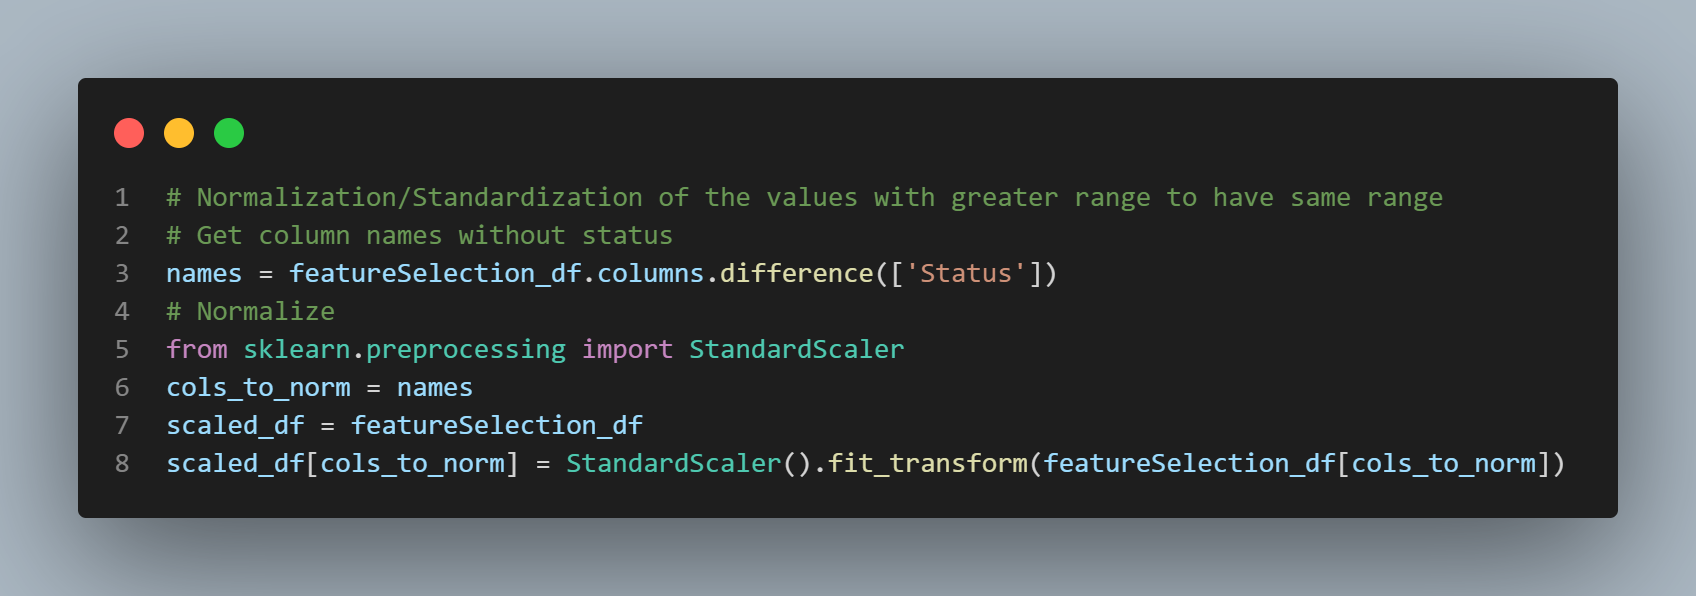 1 # Normalization/Standardization of the values with greater range to have same range
2 # Get column names without status
3 names = featureSelection_df.columns.difference(['Status'])
4 # Normalize
5 from sklearn.preprocessing import StandardScaler
6 cols_to_norm = names
7 scaled_df = featureSelection_df
8 scaled_df[cols_to_norm] = StandardScaler().fit_transform(featureSelection_df[cols_to_norm])